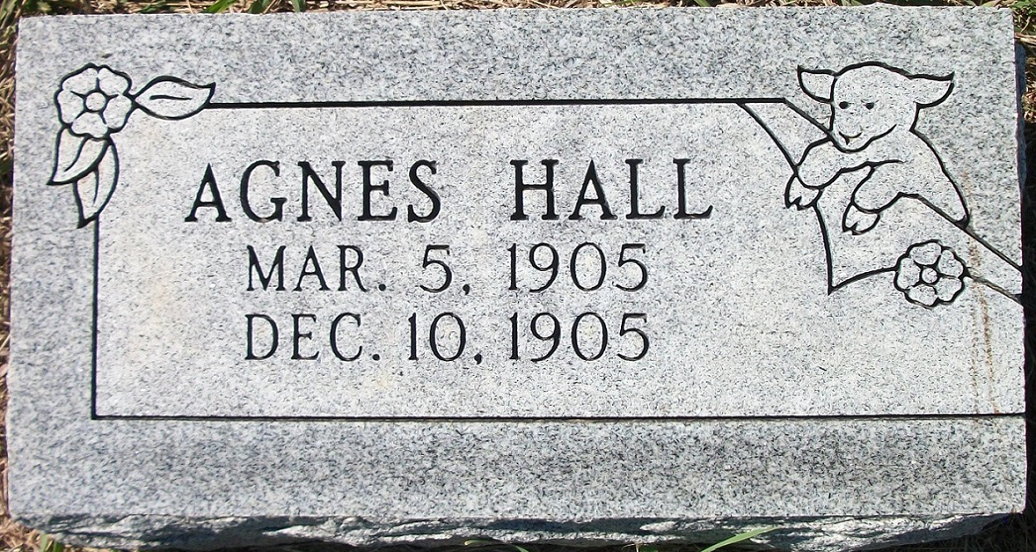 AGNES HALL
MAR. 5, 1905
DEC. 10, 1905